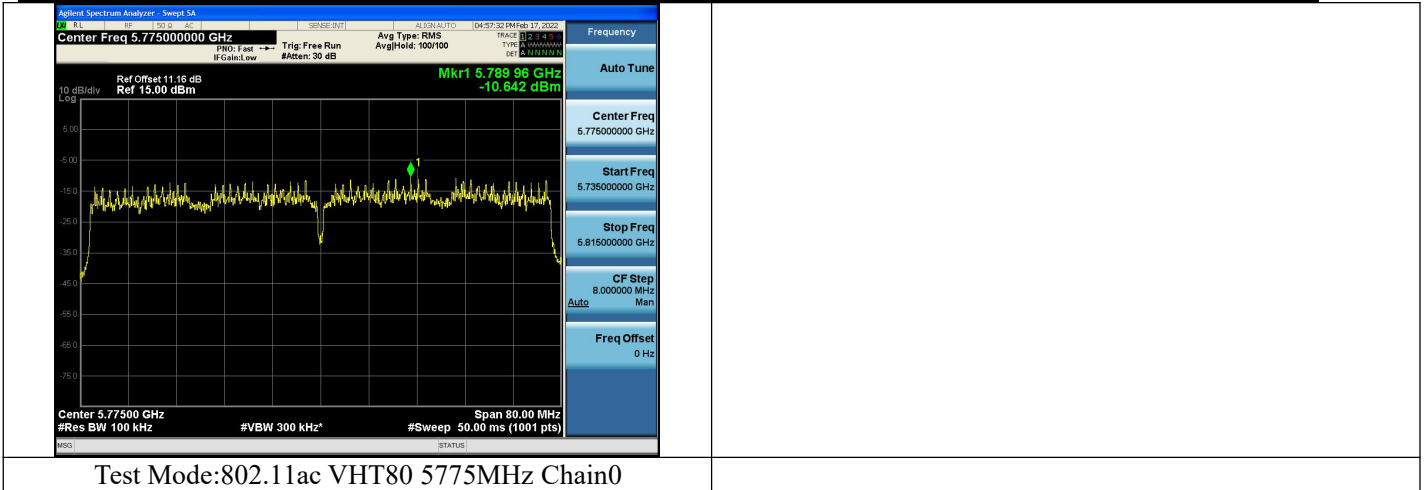 Agilent Spectrum Analyzer - Swept SA
RL RF 50 Ω AC SENSE:INT ALIGN AUTO 04:57:32 PM Feb 17, 2022
Center Freq 5.775000000 GHz
PNO: Fast
IFGain:Low
Trig: Free Run
#Atten: 30 dB
Avg Type: RMS
Avg|Hold: 100/100
TRACE 1 2 3 4 5 6
TYPE A WWWWW
DET A N N N N N
Mkr1 5.789 96 GHz
-10.642 dBm
Ref Offset 11.16 dB
10 dB/div Ref 15.00 dBm
Log
5.00
-5.00
-15.0
-25.0
-35.0
-45.0
-55.0
-65.0
-75.0
1
Center 5.77500 GHz Span 80.00 MHz
#Res BW 100 kHz #VBW 300 kHz* #Sweep 50.00 ms (1001 pts)
MSG STATUS
Frequency
Auto Tune
Center Freq
5.775000000 GHz
Start Freq
5.735000000 GHz
Stop Freq
5.815000000 GHz
CF Step
8.000000 MHz
Auto Man
Freq Offset
0 Hz
Test Mode:802.11ac VHT80 5775MHz Chain0